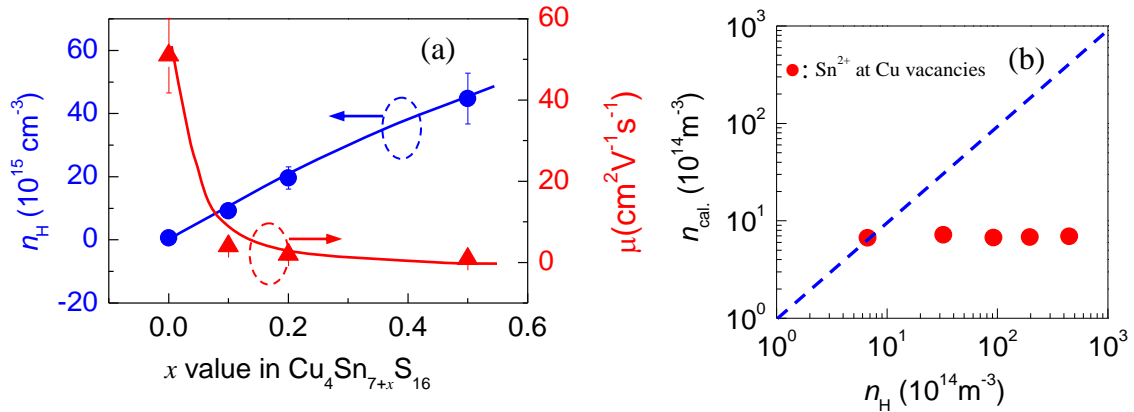 (a)
60
40
20
0
-20
n_H (10^15 cm^-3)
60
40
20
0
μ(cm^2V^-1s^-1)
0.0 0.2 0.4 0.6
x value in Cu_4Sn_{7+x}S_16
(b)
: Sn^2+ at Cu vacancies
10^3
10^2
10^1
10^0
n_cal. (10^14m^-3)
10^0 10^1 10^2 10^3
n_H (10^14m^-3)